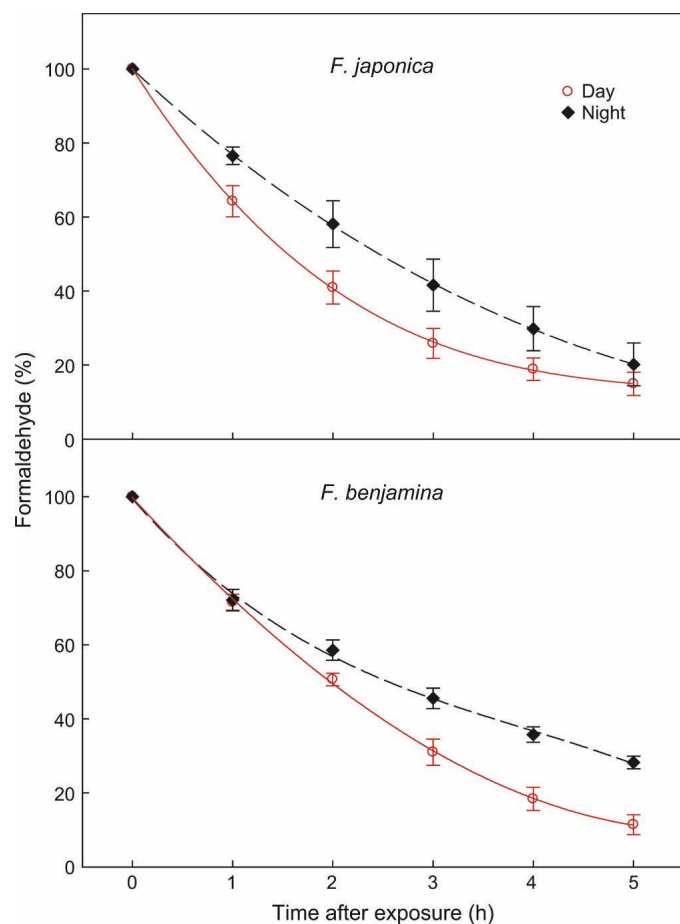 F. japonica
Day
Night
100
80
60
40
20
0
Formaldehyde (%)
F. benjamina
100
80
60
40
20
0
0 1 2 3 4 5
Time after exposure (h)